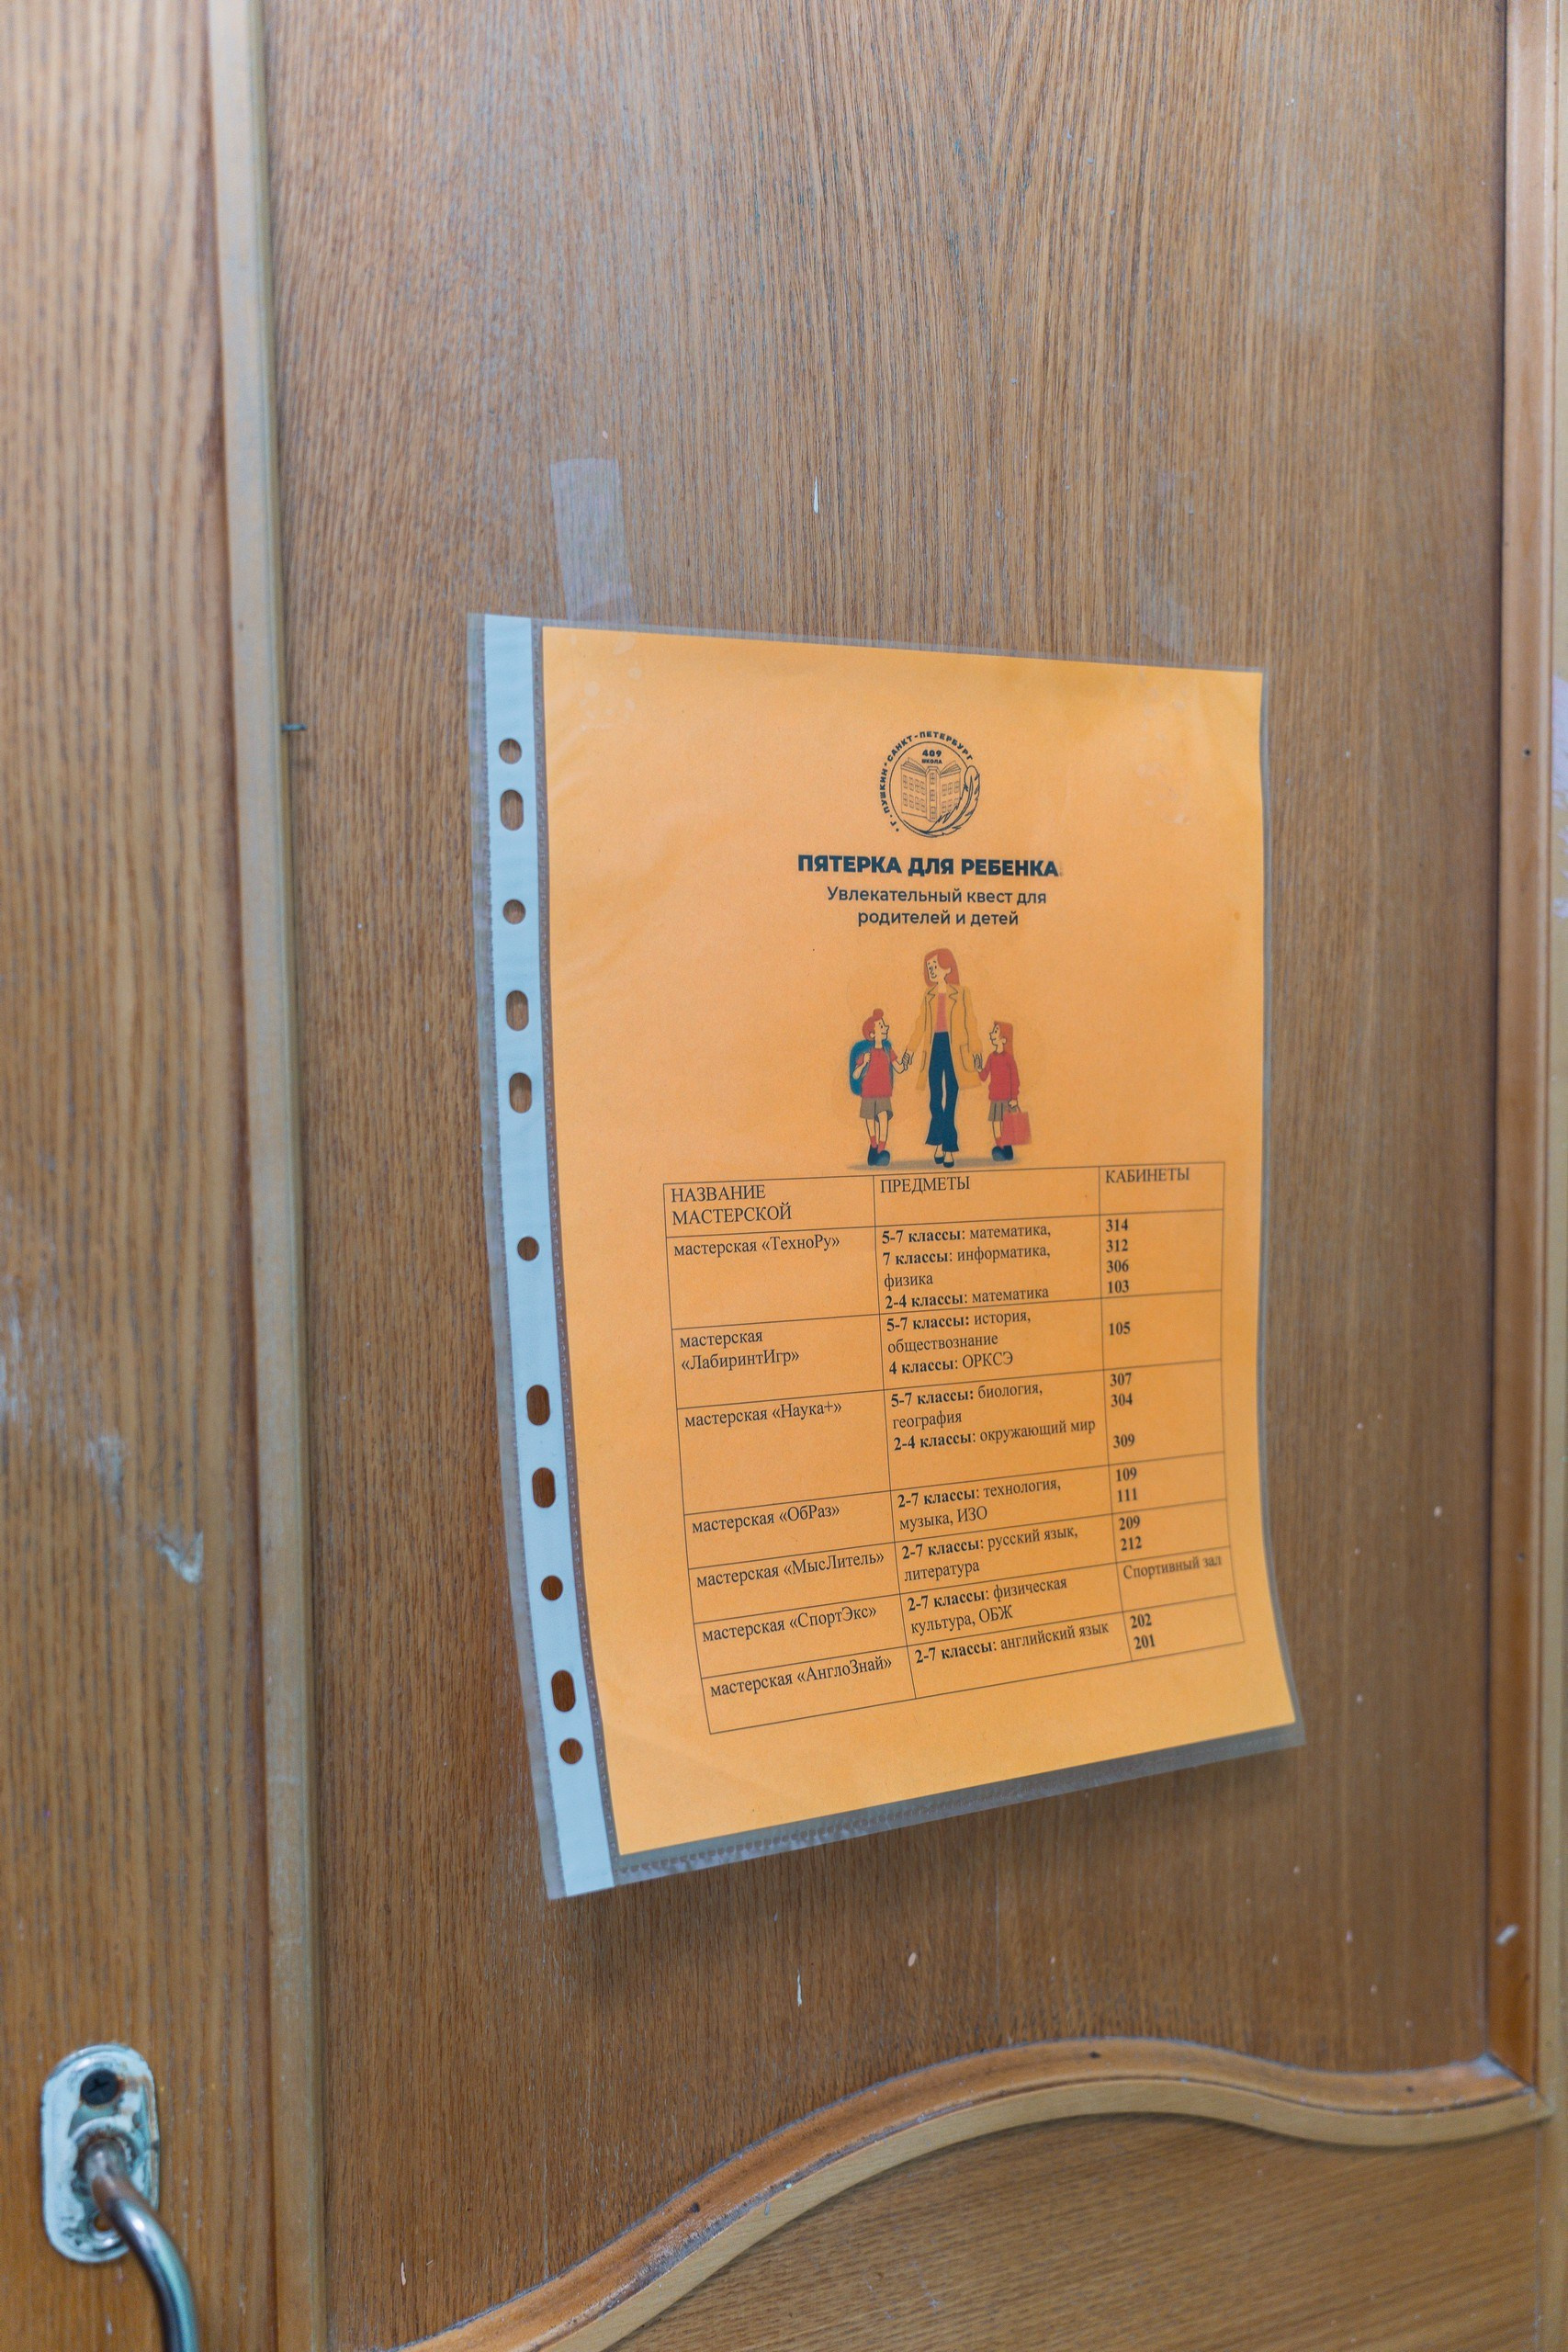 • Г. ПУШКИН • САНКТ-ПЕТЕРБУРГ
409
ШКОЛА
ПЯТЕРКА ДЛЯ РЕБЕНКА
Увлекательный квест для
родителей и детей
НАЗВАНИЕ МАСТЕРСКОЙ ПРЕДМЕТЫ КАБИНЕТЫ
мастерская «ТехноРу»
5-7 классы: математика,
7 классы: информатика,
физика
2-4 классы: математика
314
312
306
103
мастерская
«ЛабиринтИгр»
5-7 классы: история,
обществознание
4 классы: ОРКСЭ
105
мастерская «Наука+»
5-7 классы: биология,
география
2-4 классы: окружающий мир
307
304
309
мастерская «ОбРаз»
2-7 классы: технология,
музыка, ИЗО
109
111
мастерская «МысЛитель»
2-7 классы: русский язык,
литература
209
212
мастерская «СпортЭкс»
2-7 классы: физическая
культура, ОБЖ
Спортивный зал
мастерская «АнглоЗнай»
2-7 классы: английский язык
202
201